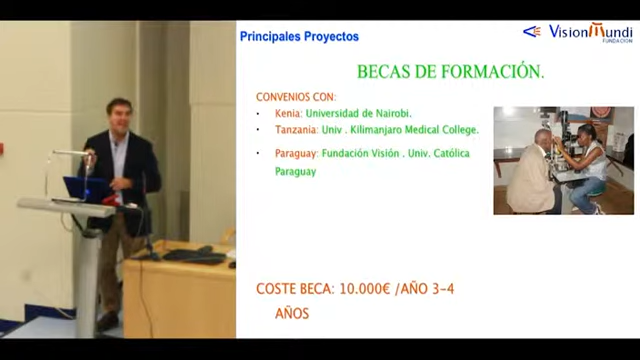 Principales Proyectos
VisionMundi
FUNDACIÓN
BECAS DE FORMACIÓN.
CONVENIOS CON:
• Kenia: Universidad de Nairobi.
• Tanzania: Univ . Kilimanjaro Medical College.
• Paraguay: Fundación Visión . Univ. Católica
Paraguay
COSTE BECA: 10.000€ /AÑO 3-4
AÑOS